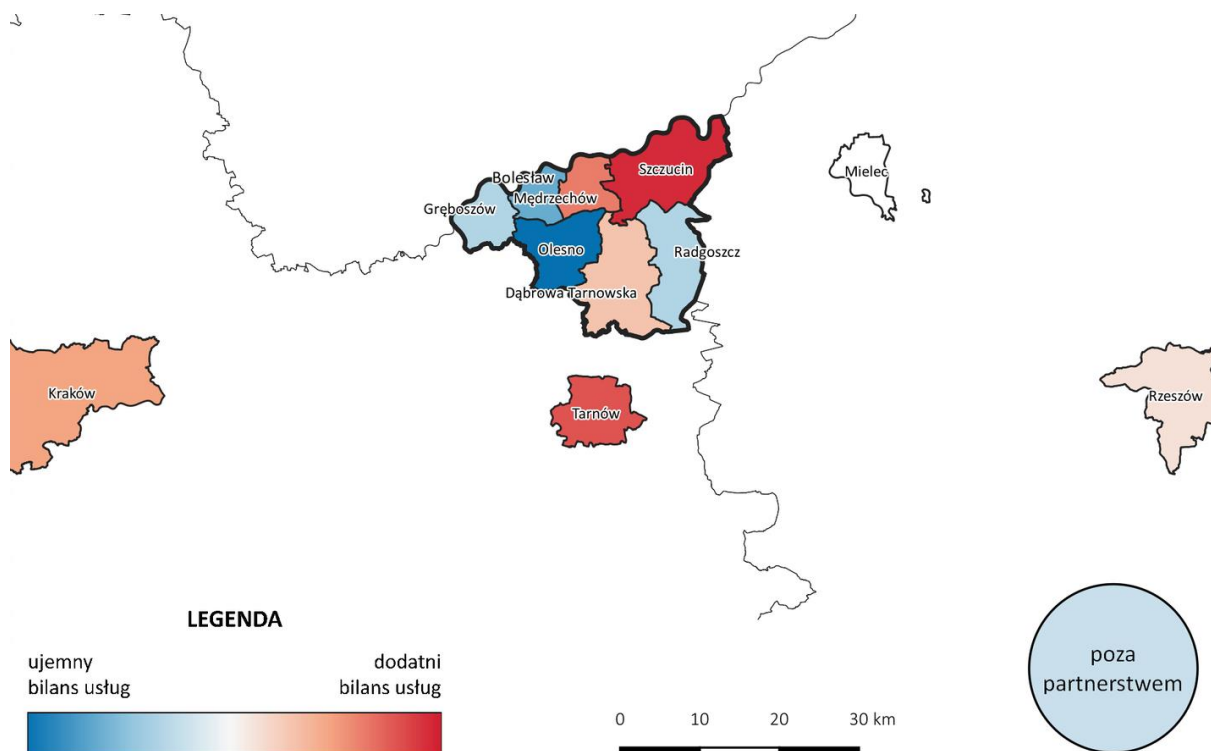 Szczucin
Mielec
Bolesław
Mędrzechów
Gręboszów
Olesno
Radgoszcz
Dąbrowa Tarnowska
Kraków
Rzeszów
Tarnów
LEGENDA
ujemny
bilans usług
dodatni
bilans usług
0 10 20 30 km
poza
partnerstwem